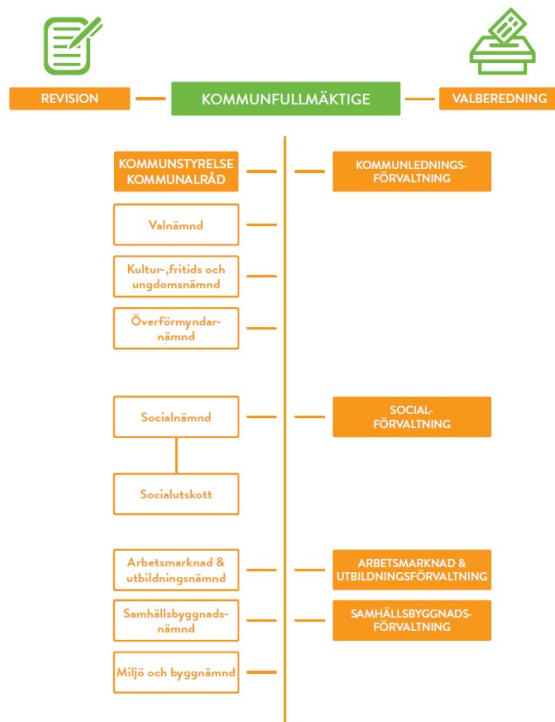 REVISION
KOMMUNFULLMÄKTIGE
VALBEREDNING
KOMMUNSTYRELSE
KOMMUNALRÅD
KOMMUNLEDNINGS-
FÖRVALTNING
Valnämnd
Kultur-,fritids och
ungdomsnämnd
Överförmyndar-
nämnd
Socialnämnd
SOCIAL-
FÖRVALTNING
Socialutskott
Arbetsmarknad &
utbildningsnämnd
ARBETSMARKNAD &
UTBILDNINGSFÖRVALTNING
Samhällsbyggnads-
nämnd
SAMHÄLLSBYGGNADS-
FÖRVALTNING
Miljö och byggnämnd